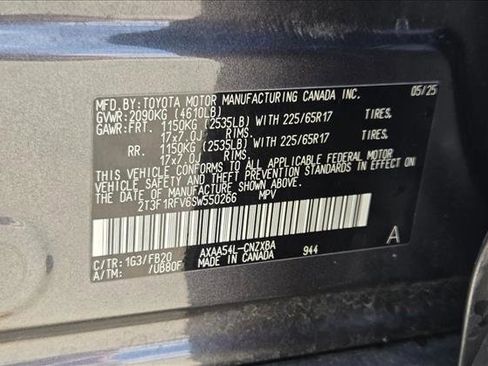 MFD. BY: TOYOTA MOTOR MANUFACTURING CANADA INC. 05/25
GVWR: 2090KG (4610LB)
GAWR: FRT. 1150KG (2535LB) WITH 225/65R17 TIRES.
17x7.0J RIMS.
RR. 1150KG (2535LB) WITH 225/65R17 TIRES.
17x7.0J RIMS.
THIS VEHICLE CONFORMS TO ALL APPLICABLE FEDERAL MOTOR
VEHICLE SAFETY STANDARDS IN EFFECT ON
THE DATE OF MANUFACTURE SHOWN ABOVE.
2T3F1RFV6SW550266 MPV
C/TR: 1G3/FB20 AXAA54L-CNZXBA A
A/TM: /UB80F MADE IN CANADA 944